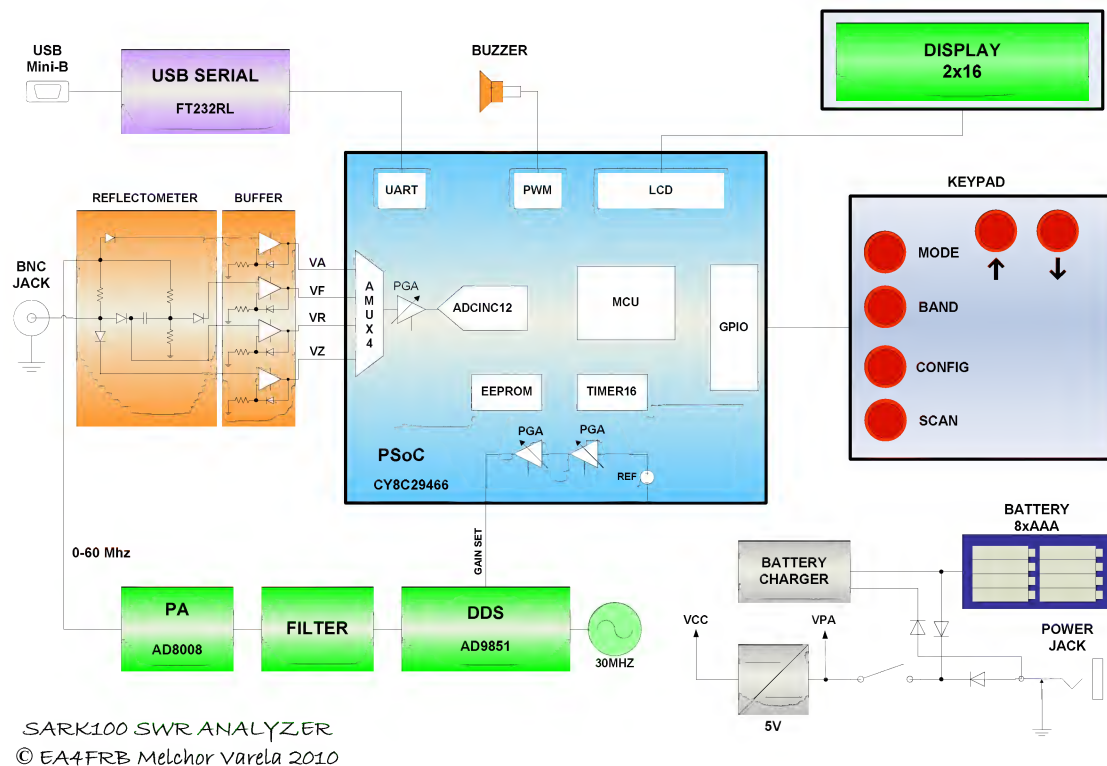 USB
Mini-B
USB SERIAL
FT232RL
BUZZER
DISPLAY
2x16
UART
PWM
LCD
KEYPAD
REFLECTOMETER
BUFFER
BNC
JACK
VA
VF
VR
VZ
AMUX4
PGA
ADCINC12
MCU
GPIO
MODE
BAND
CONFIG
SCAN
EEPROM
TIMER16
PGA
PGA
REF
PSoC
CY8C29466
GAIN SET
0-60 Mhz
PA
AD8008
FILTER
DDS
AD9851
30MHZ
BATTERY
8xAAA
BATTERY
CHARGER
VCC
VPA
5V
POWER
JACK
SARK100 SWR ANALYZER
© EA4FRB Melchor Varela 2010